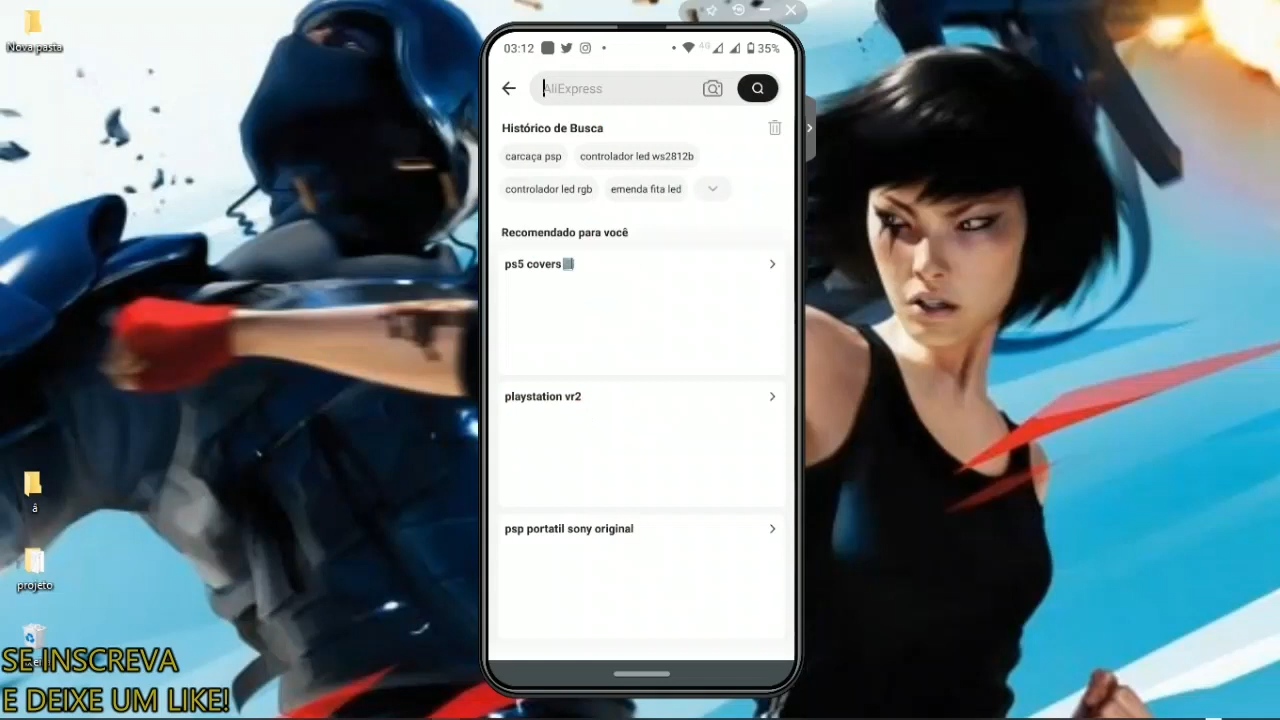 Nova pasta
03:12
4G
35%
AliExpress
Histórico de Busca
carcaça psp
controlador led ws2812b
controlador led rgb
emenda fita led
Recomendado para você
ps5 covers
playstation vr2
â
psp portatil sony original
projeto
SE INSCREVA
E DEIXE UM LIKE!